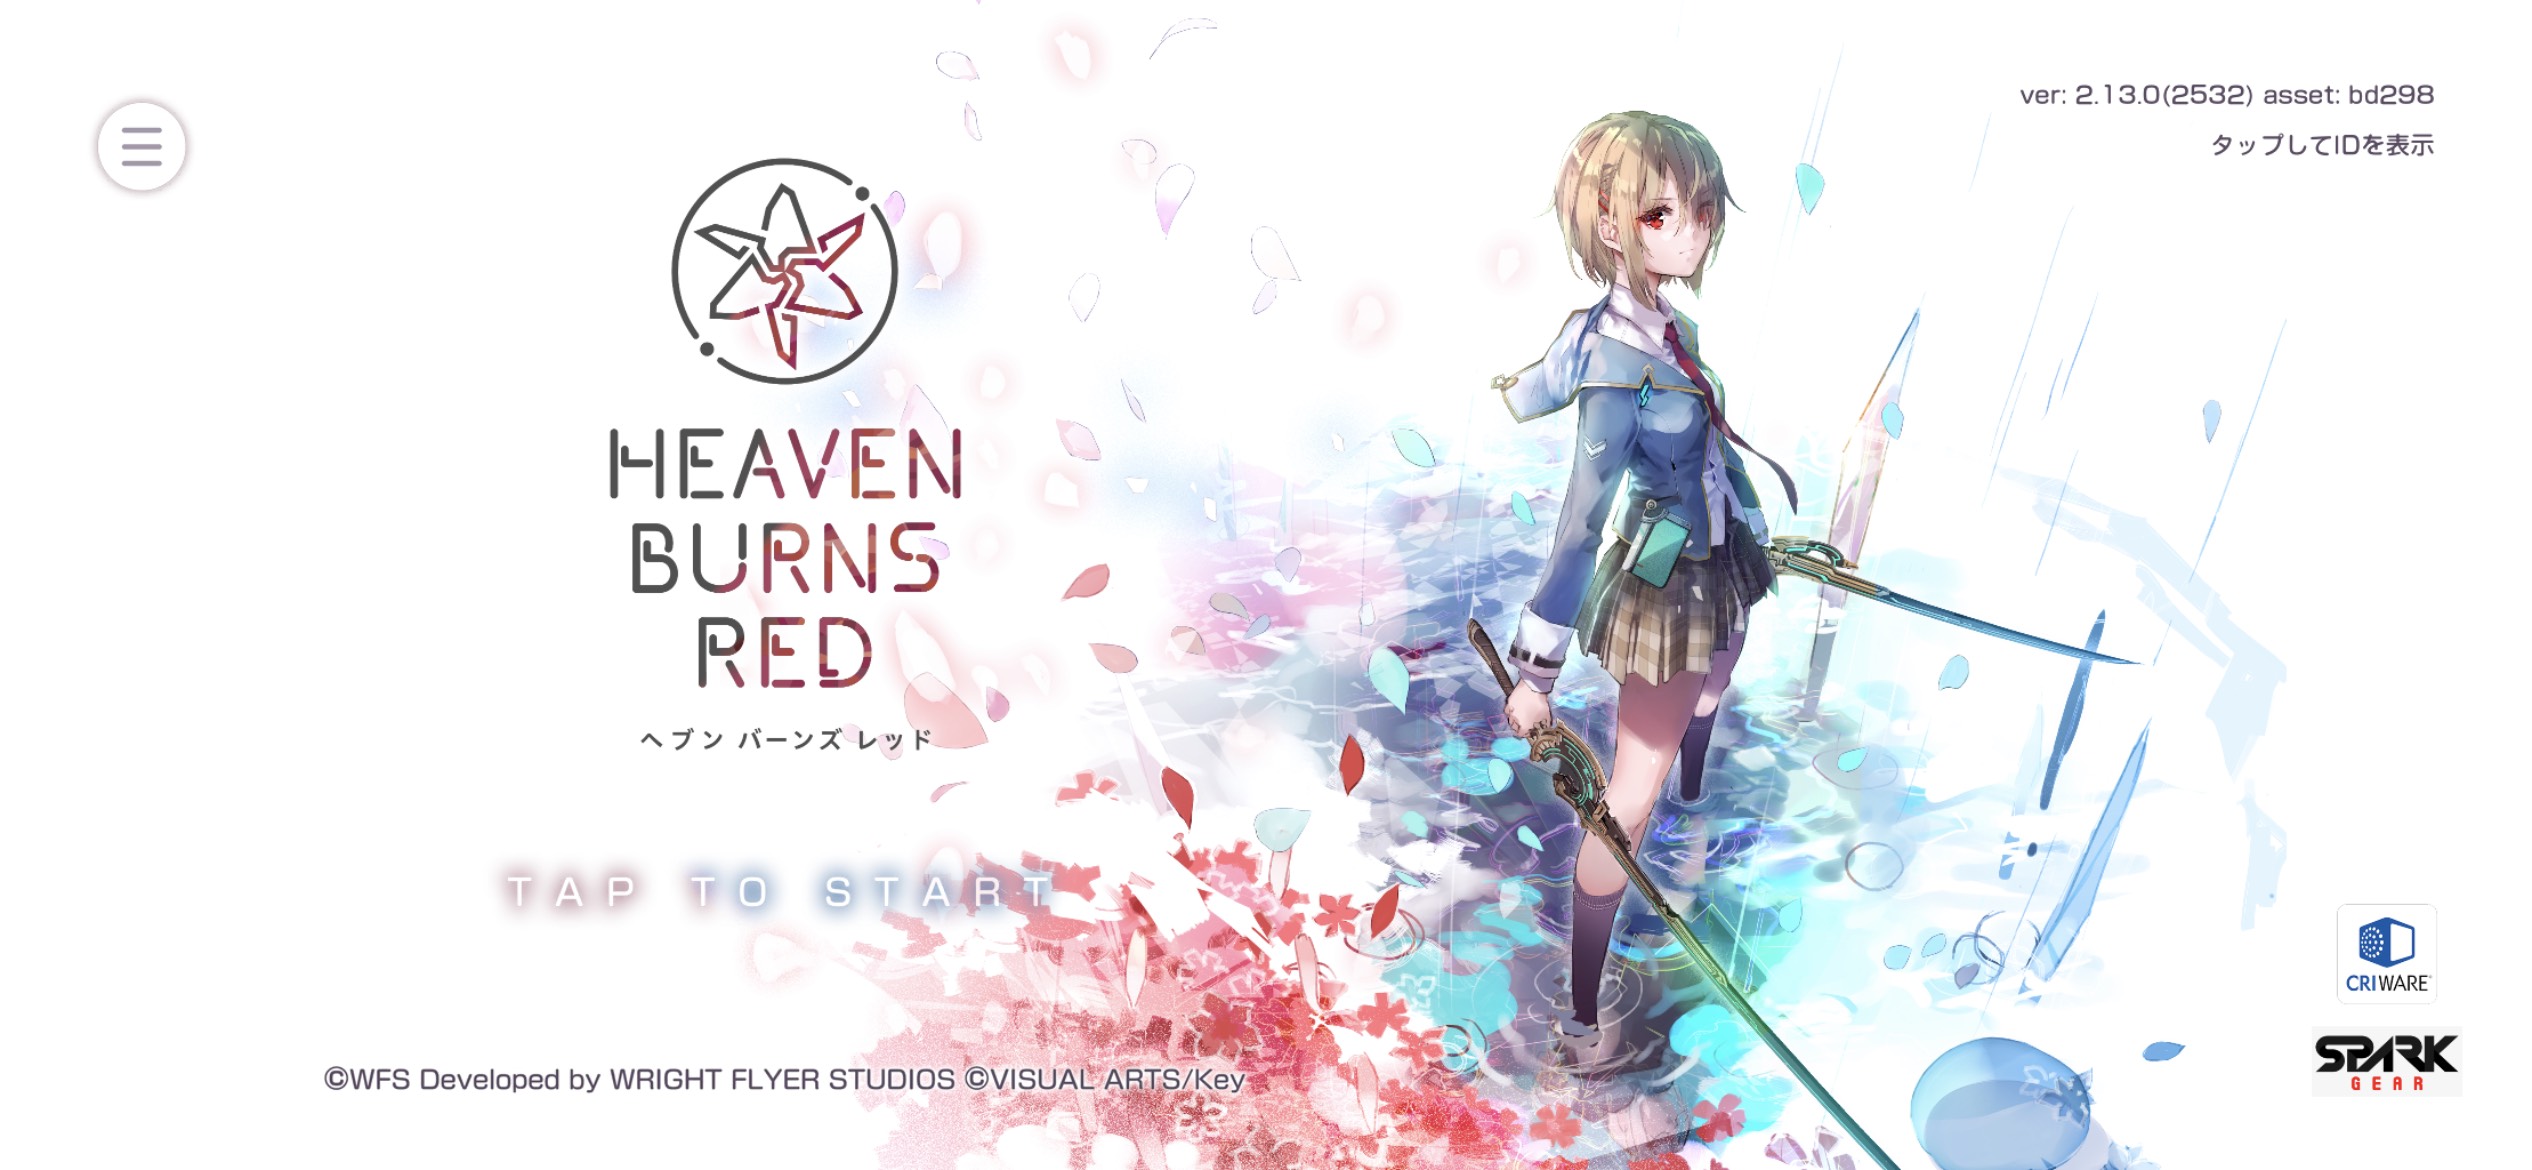 ver: 2.13.0(2532) asset: bd298
タップしてIDを表示
HEAVEN
BURNS
RED
ヘブン バーンズ レッド
TAP TO START
CRIWARE
SPARK
GEAR
©WFS Developed by WRIGHT FLYER STUDIOS ©VISUAL ARTS/Key